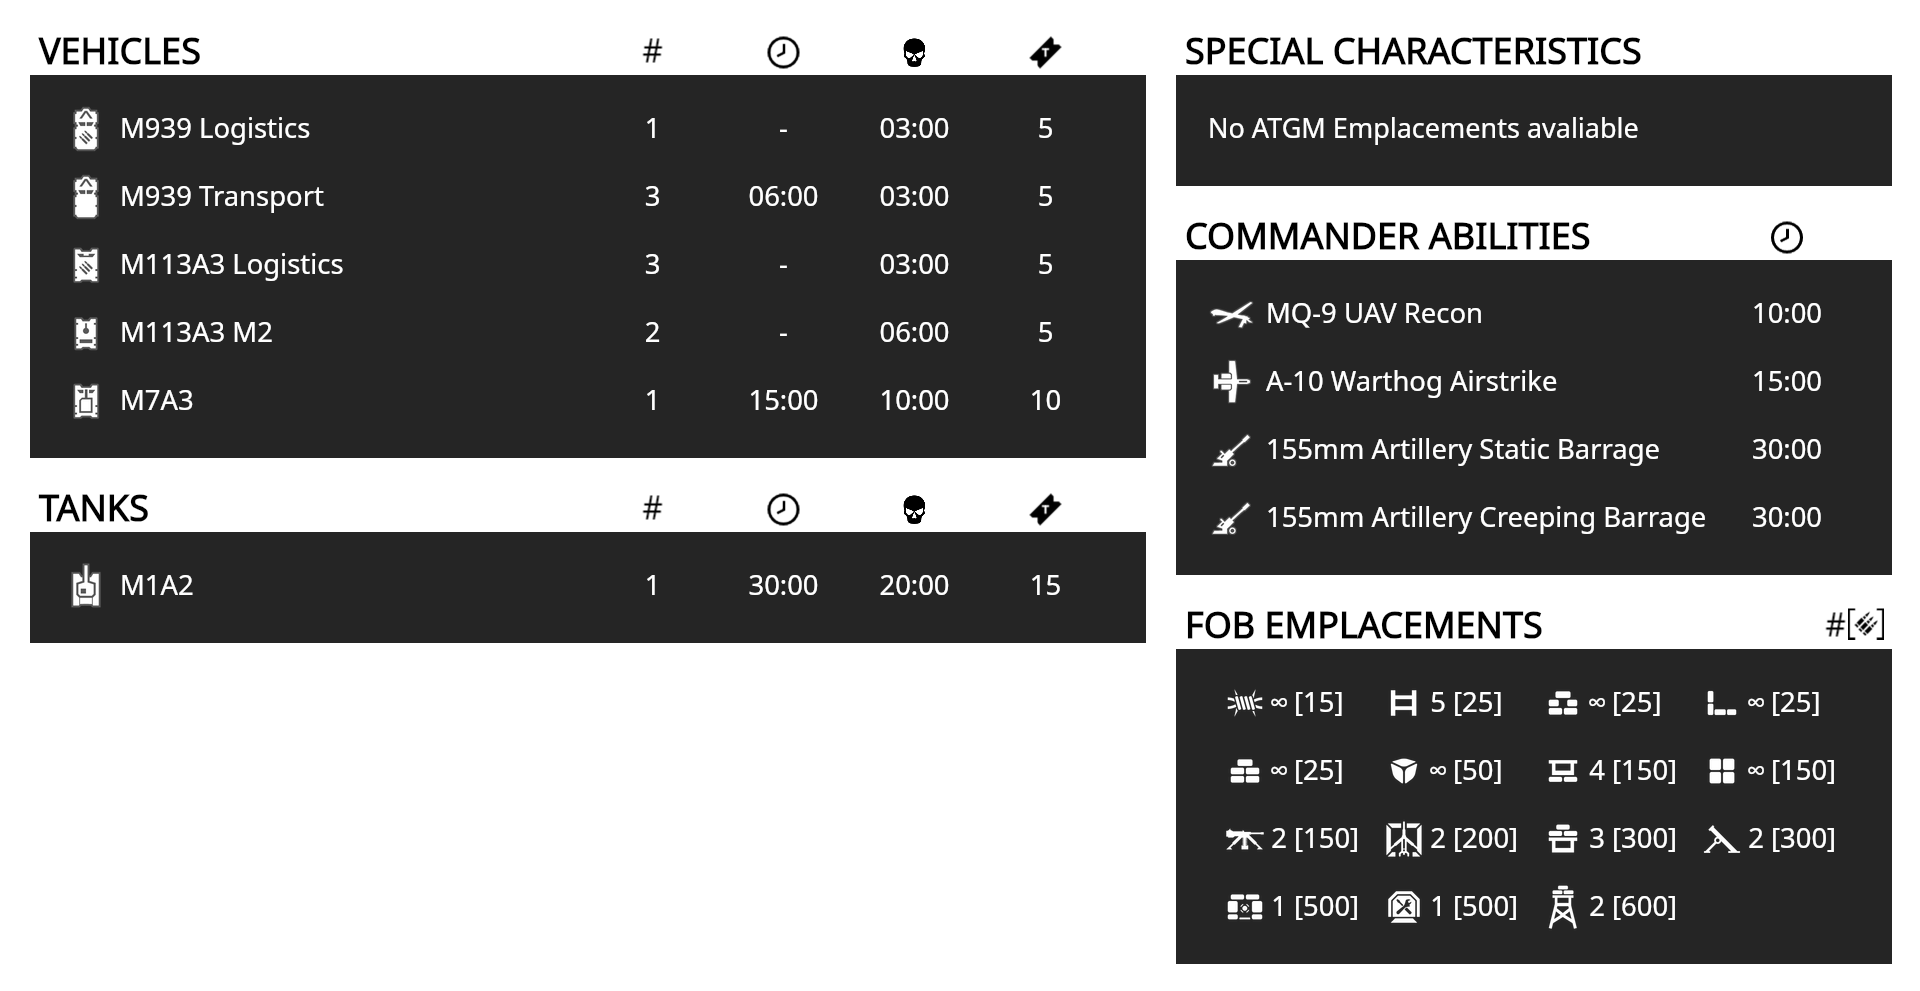 VEHICLES #
M939 Logistics 1 - 03:00 5
M939 Transport 3 06:00 03:00 5
M113A3 Logistics 3 - 03:00 5
M113A3 M2 2 - 06:00 5
M7A3 1 15:00 10:00 10
TANKS #
M1A2 1 30:00 20:00 15
SPECIAL CHARACTERISTICS
No ATGM Emplacements avaliable
COMMANDER ABILITIES
MQ-9 UAV Recon 10:00
A-10 Warthog Airstrike 15:00
155mm Artillery Static Barrage 30:00
155mm Artillery Creeping Barrage 30:00
FOB EMPLACEMENTS #[]
∞ [15] 5 [25] ∞ [25] ∞ [25]
∞ [25] ∞ [50] 4 [150] ∞ [150]
2 [150] 2 [200] 3 [300] 2 [300]
1 [500] 1 [500] 2 [600]